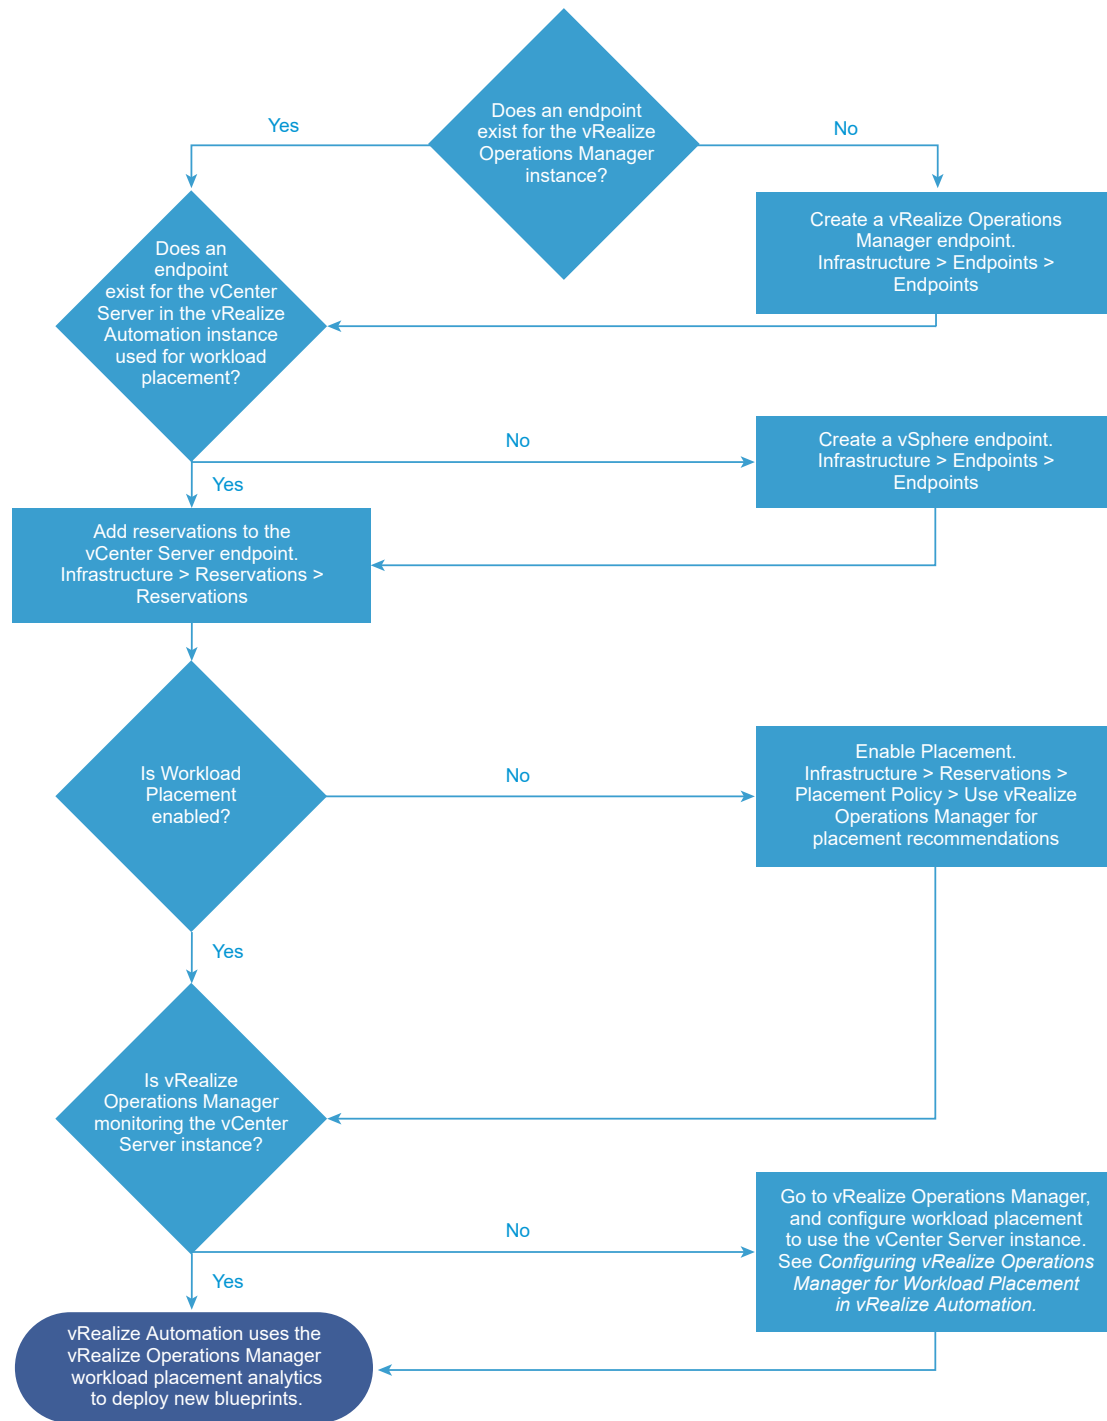 Does an endpoint
exist for the vRealize
Operations Manager
instance?
Yes
No
Create a vRealize Operations
Manager endpoint.
Infrastructure > Endpoints >
Endpoints
Does an
endpoint
exist for the vCenter
Server in the vRealize
Automation instance
used for workload
placement?
No
Create a vSphere endpoint.
Infrastructure > Endpoints >
Endpoints
Yes
Add reservations to the
vCenter Server endpoint.
Infrastructure > Reservations >
Reservations
Is Workload
Placement
enabled?
No
Enable Placement.
Infrastructure > Reservations >
Placement Policy > Use vRealize
Operations Manager for
placement recommendations
Yes
Is vRealize
Operations Manager
monitoring the vCenter
Server instance?
No
Go to vRealize Operations Manager,
and configure workload placement
to use the vCenter Server instance.
See Configuring vRealize Operations
Manager for Workload Placement
in vRealize Automation.
Yes
vRealize Automation uses the
vRealize Operations Manager
workload placement analytics
to deploy new blueprints.